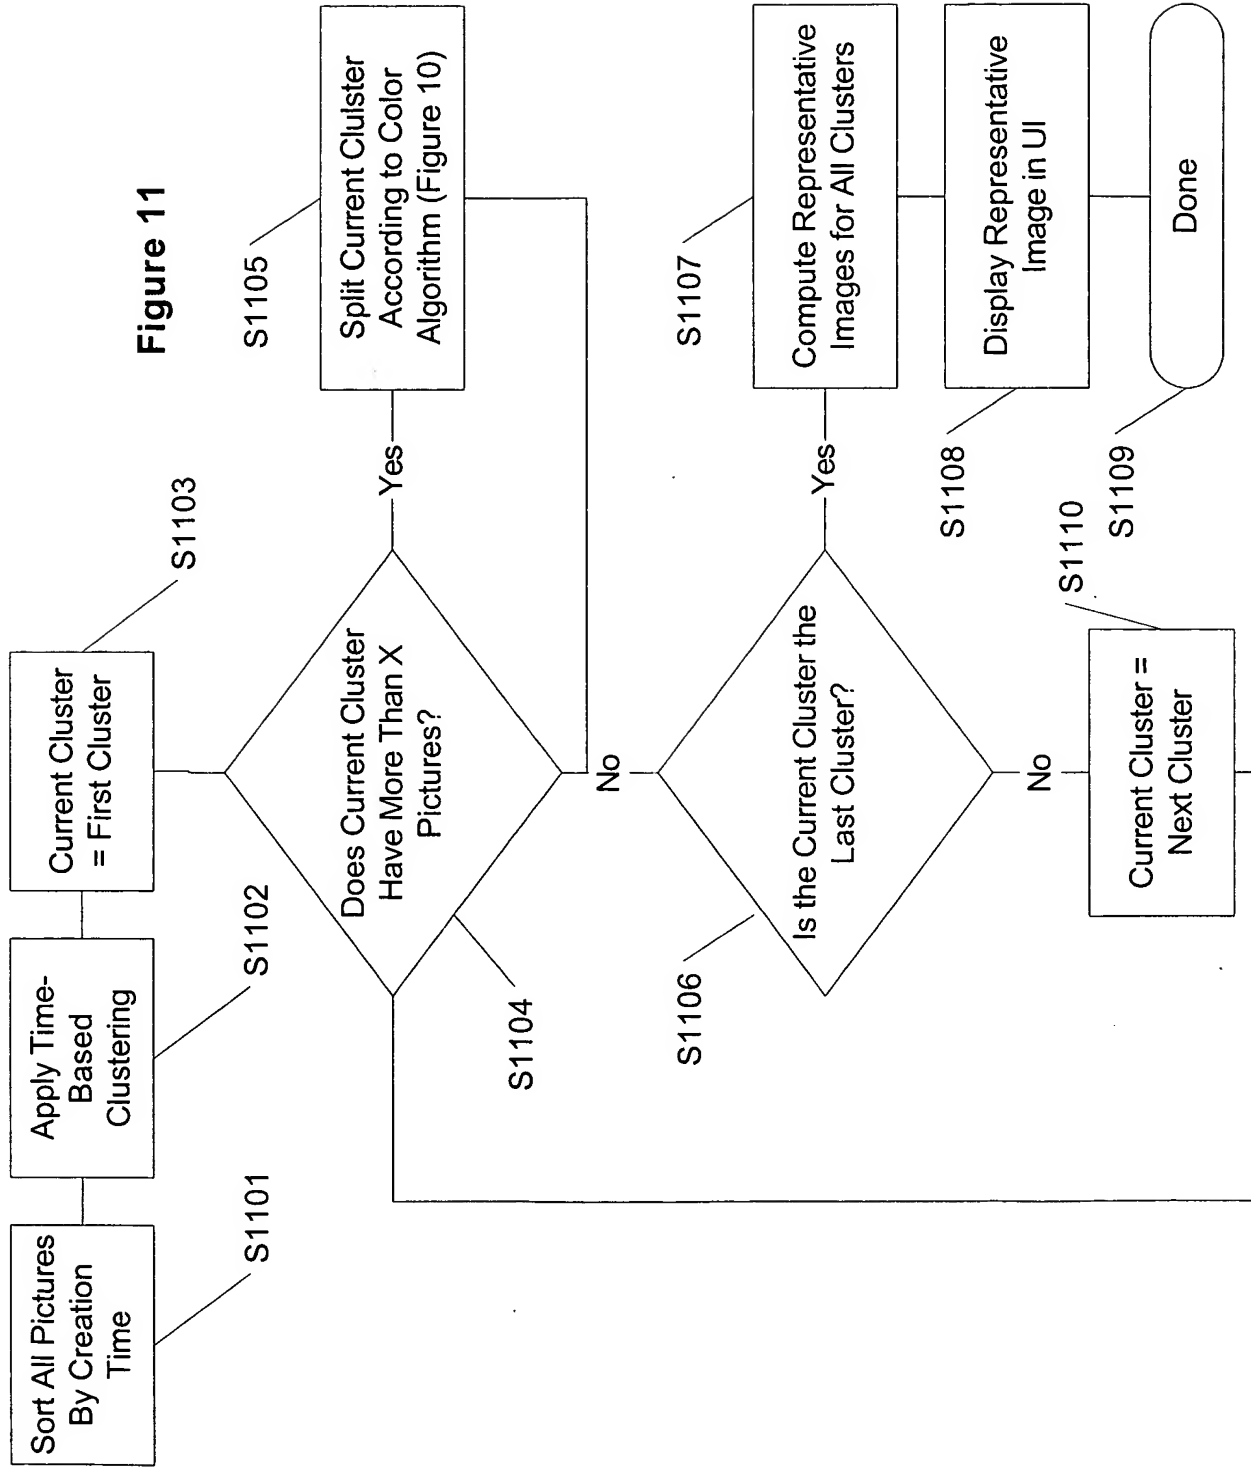 Figure 11
Sort All Pictures
By Creation
Time
S1101
Apply Time-
Based
Clustering
S1102
Current Cluster
= First Cluster
S1103
Does Current Cluster
Have More Than X
Pictures?
S1104
Yes
No
Split Current Clulster
According to Color
Algorithm (Figure 10)
S1105
Is the Current Cluster the
Last Cluster?
S1106
Yes
No
Compute Representative
Images for All Clusters
S1107
Display Representative
Image in UI
S1108
Done
S1109
Current Cluster =
Next Cluster
S1110